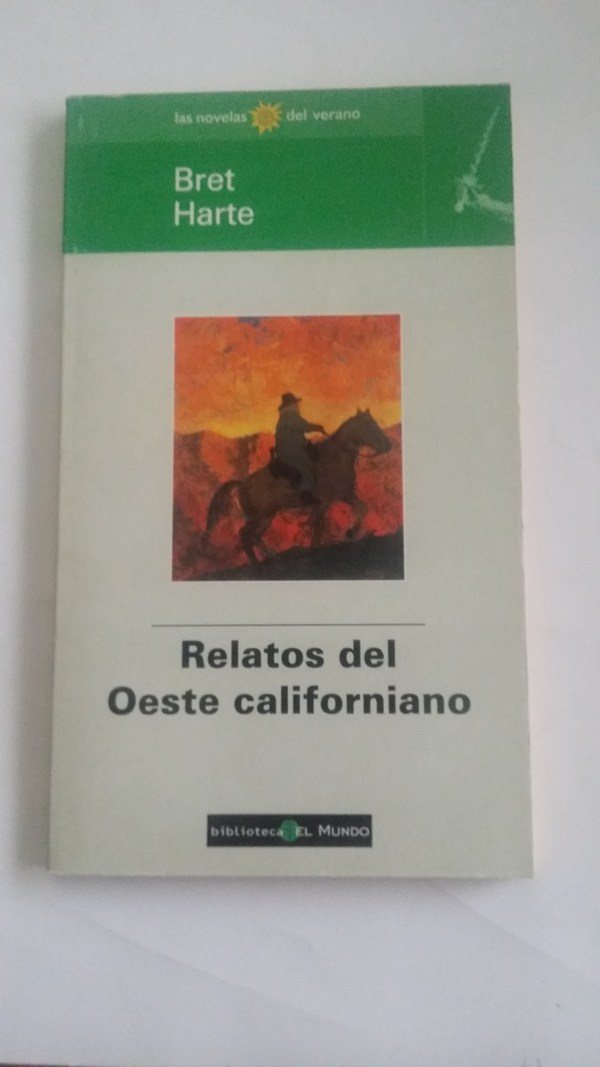 las novelas del verano
Bret
Harte
Relatos del
Oeste californiano
biblioteca EL MUNDO